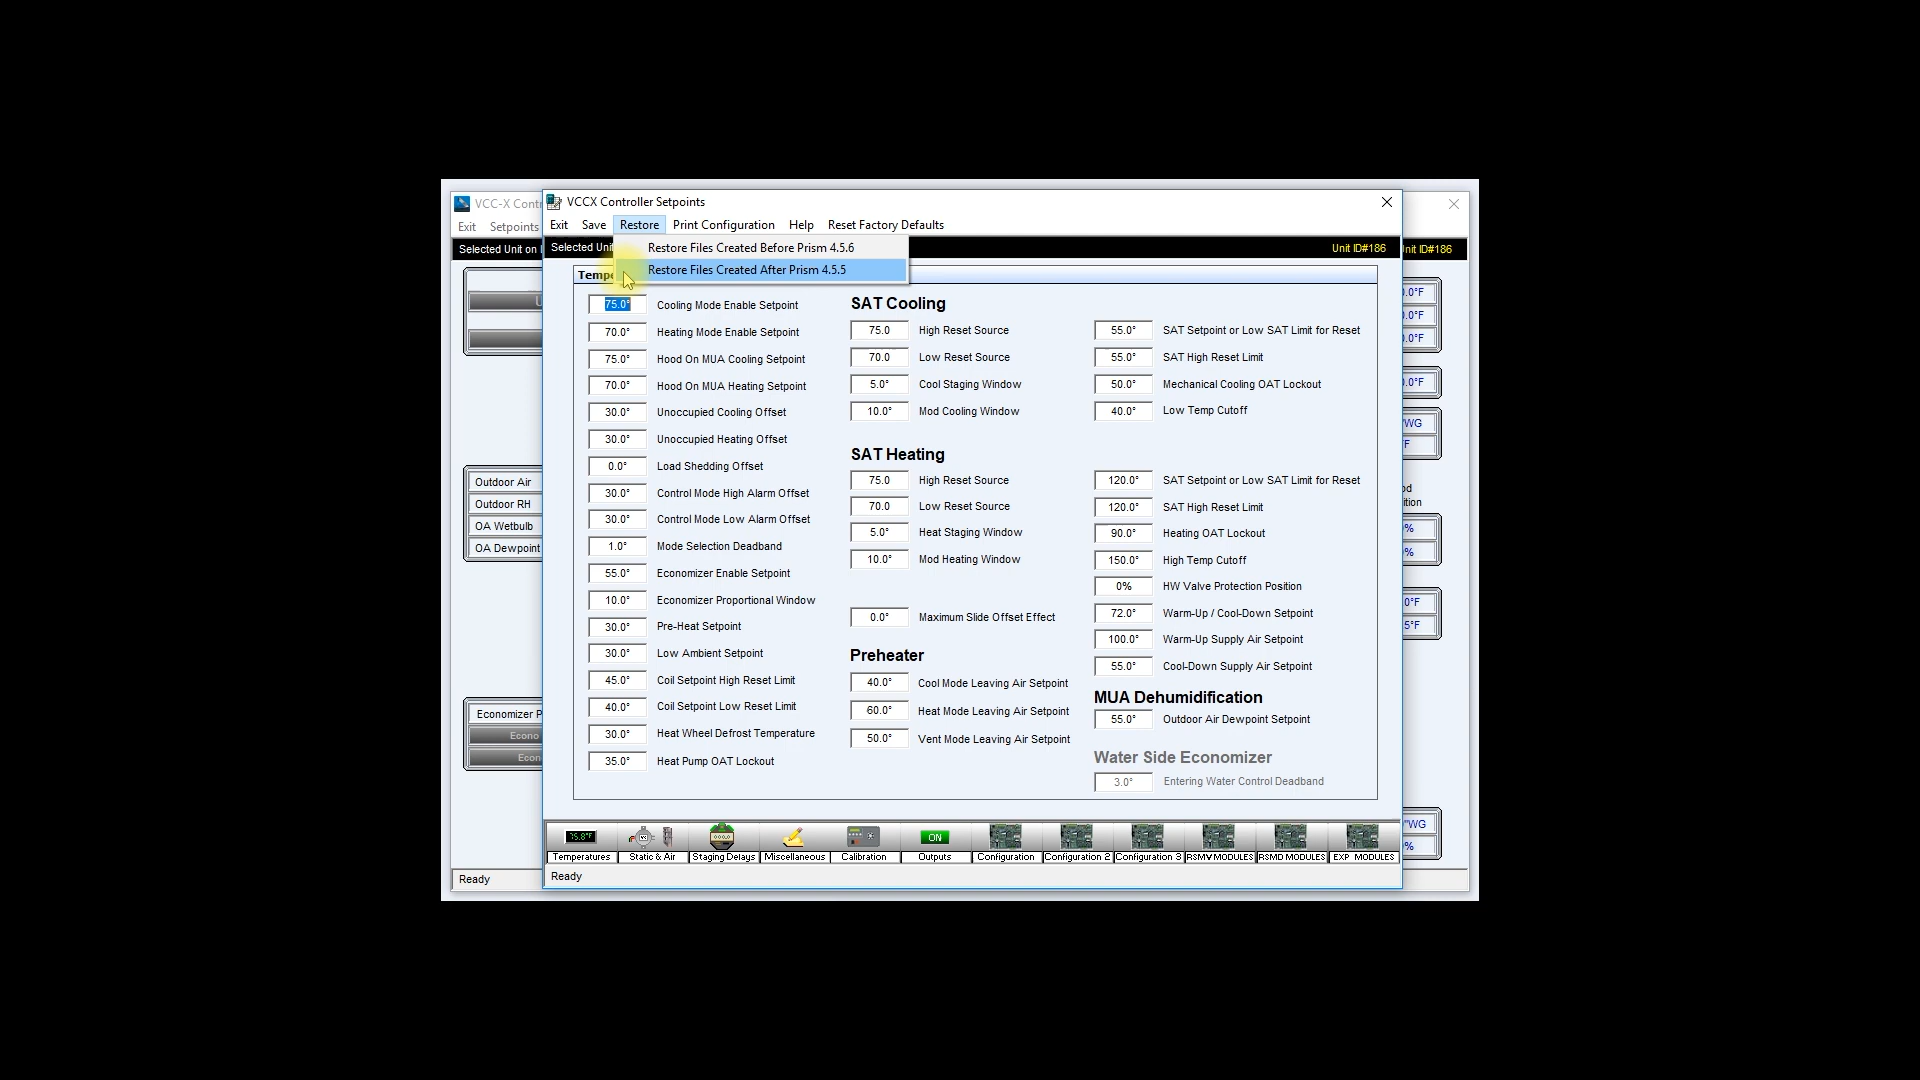 VCC-X
Exit Setpoints
Selected Unit on
Unit ID#186
Outdoor Air
Outdoor RH
OA Wetbulb
OA Dewpoint
Economizer
Ready
VCCX Controller Setpoints
Exit Save Restore Print Configuration Help Reset Factory Defaults
Selected Unit ID#186
Restore Files Created Before Prism 4.5.6
Restore Files Created After Prism 4.5.5
75.0° Cooling Mode Enable Setpoint
70.0° Heating Mode Enable Setpoint
75.0° Hood On MUA Cooling Setpoint
70.0° Hood On MUA Heating Setpoint
30.0° Unoccupied Cooling Offset
30.0° Unoccupied Heating Offset
0.0° Load Shedding Offset
30.0° Control Mode High Alarm Offset
30.0° Control Mode Low Alarm Offset
1.0° Mode Selection Deadband
55.0° Economizer Enable Setpoint
10.0° Economizer Proportional Window
30.0° Pre-Heat Setpoint
30.0° Low Ambient Setpoint
45.0° Coil Setpoint High Reset Limit
40.0° Coil Setpoint Low Reset Limit
30.0° Heat Wheel Defrost Temperature
35.0° Heat Pump OAT Lockout
SAT Cooling
75.0 High Reset Source
70.0 Low Reset Source
5.0° Cool Staging Window
10.0° Mod Cooling Window
55.0° SAT Setpoint or Low SAT Limit for Reset
55.0° SAT High Reset Limit
50.0° Mechanical Cooling OAT Lockout
40.0° Low Temp Cutoff
SAT Heating
75.0 High Reset Source
70.0 Low Reset Source
5.0° Heat Staging Window
10.0° Mod Heating Window
0.0° Maximum Slide Offset Effect
120.0° SAT Setpoint or Low SAT Limit for Reset
120.0° SAT High Reset Limit
90.0° Heating OAT Lockout
150.0° High Temp Cutoff
0% HW Valve Protection Position
72.0° Warm-Up / Cool-Down Setpoint
100.0° Warm-Up Supply Air Setpoint
55.0° Cool-Down Supply Air Setpoint
Preheater
40.0° Cool Mode Leaving Air Setpoint
60.0° Heat Mode Leaving Air Setpoint
50.0° Vent Mode Leaving Air Setpoint
MUA Dehumidification
55.0° Outdoor Air Dewpoint Setpoint
Water Side Economizer
3.0° Entering Water Control Deadband
75.8°F
ON
Temperatures Static & Air Staging Delays Miscellaneous Calibration Outputs Configuration Configuration 2 Configuration 3 RSMV MODULES RSMD MODULES EXP MODULES
Ready